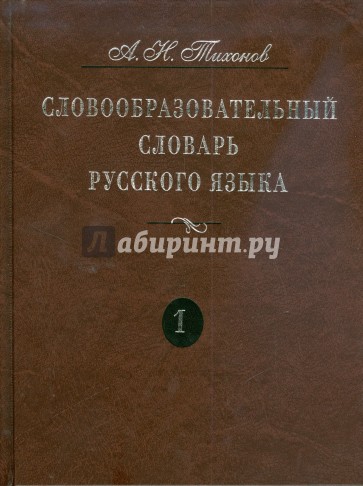 А. Н. Тихонов
СЛОВООБРАЗОВАТЕЛЬНЫЙ
СЛОВАРЬ
РУССКОГО ЯЗЫКА
Лабиринт.ру
1